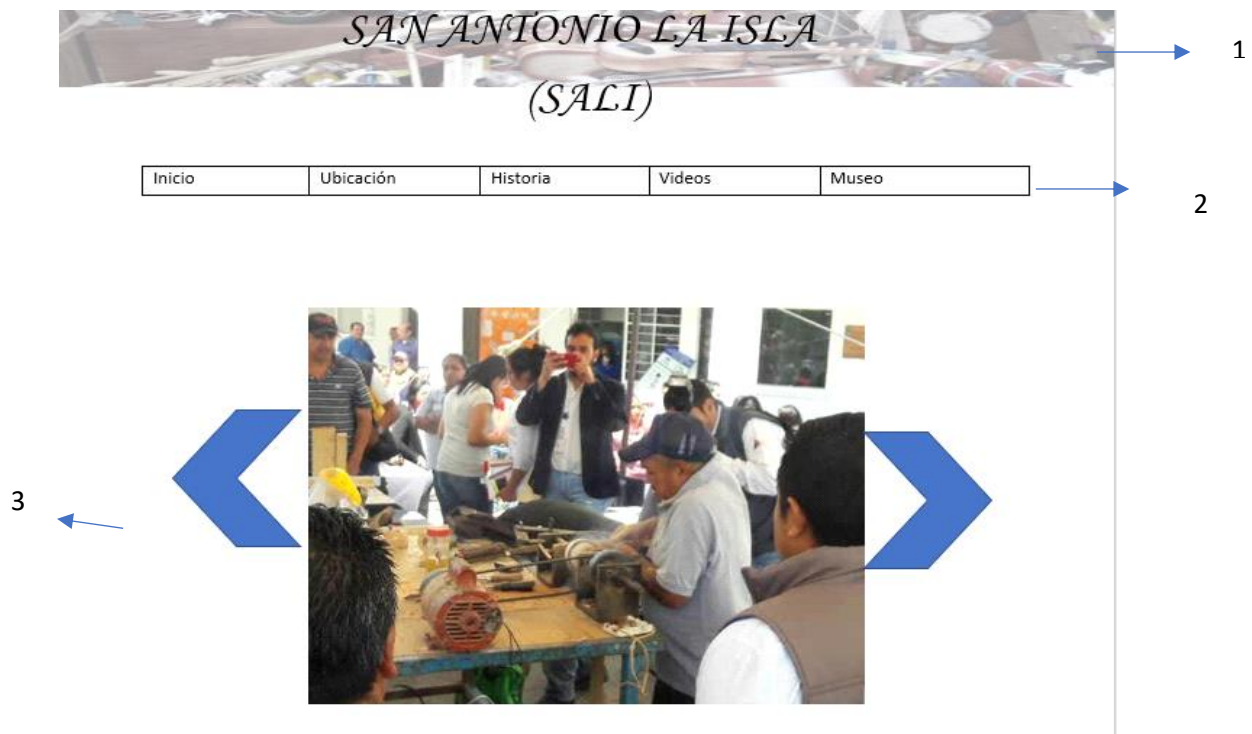 SAN ANTONIO LA ISLA
1
(SALI)
Inicio Ubicación Historia Videos Museo
2
3